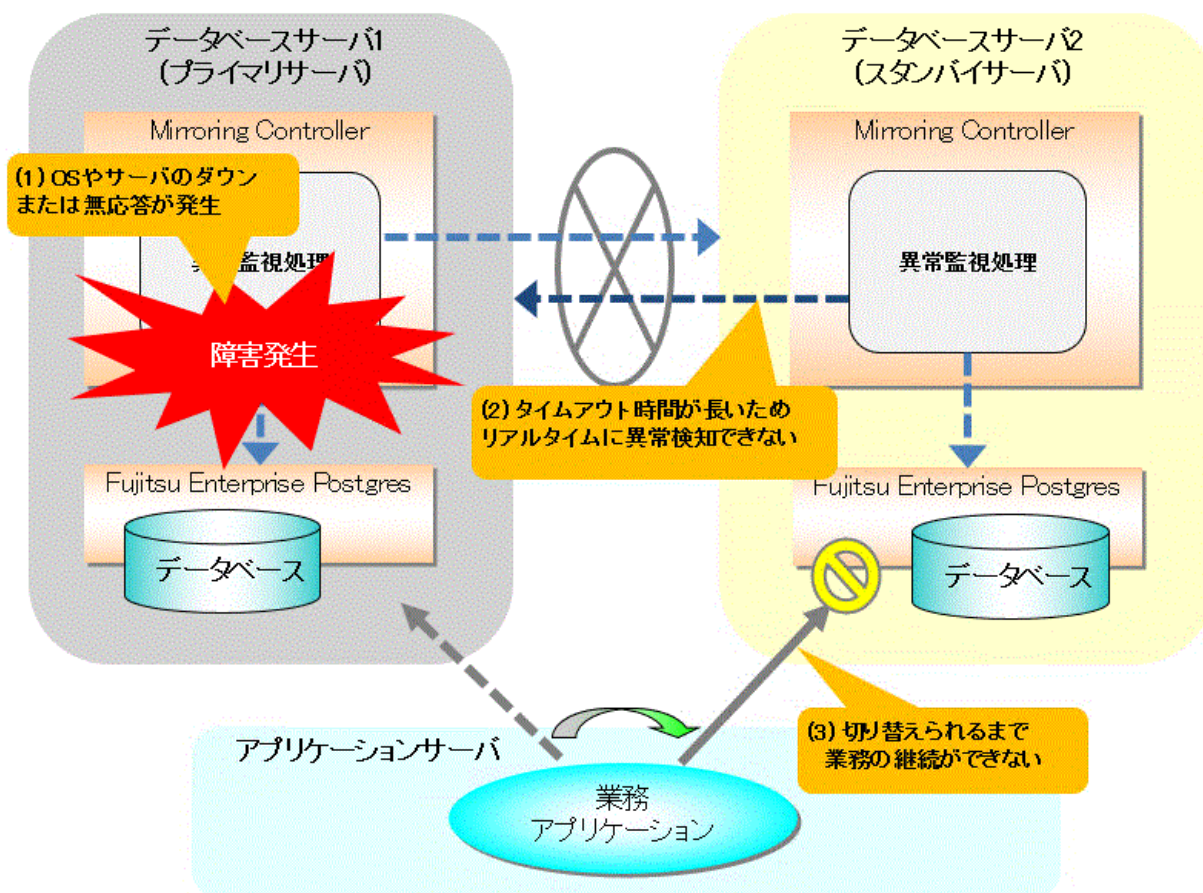 データベースサーバ1
(プライマリサーバ)
Mirroring Controller
(1) OSやサーバのダウン
または無応答が発生
監視処理
障害発生
Fujitsu Enterprise Postgres
データベース
データベースサーバ2
(スタンバイサーバ)
Mirroring Controller
異常監視処理
(2) タイムアウト時間が長いため
リアルタイムに異常検知できない
Fujitsu Enterprise Postgres
データベース
(3) 切り替えられるまで
業務の継続ができない
アプリケーションサーバ
業務
アプリケーション